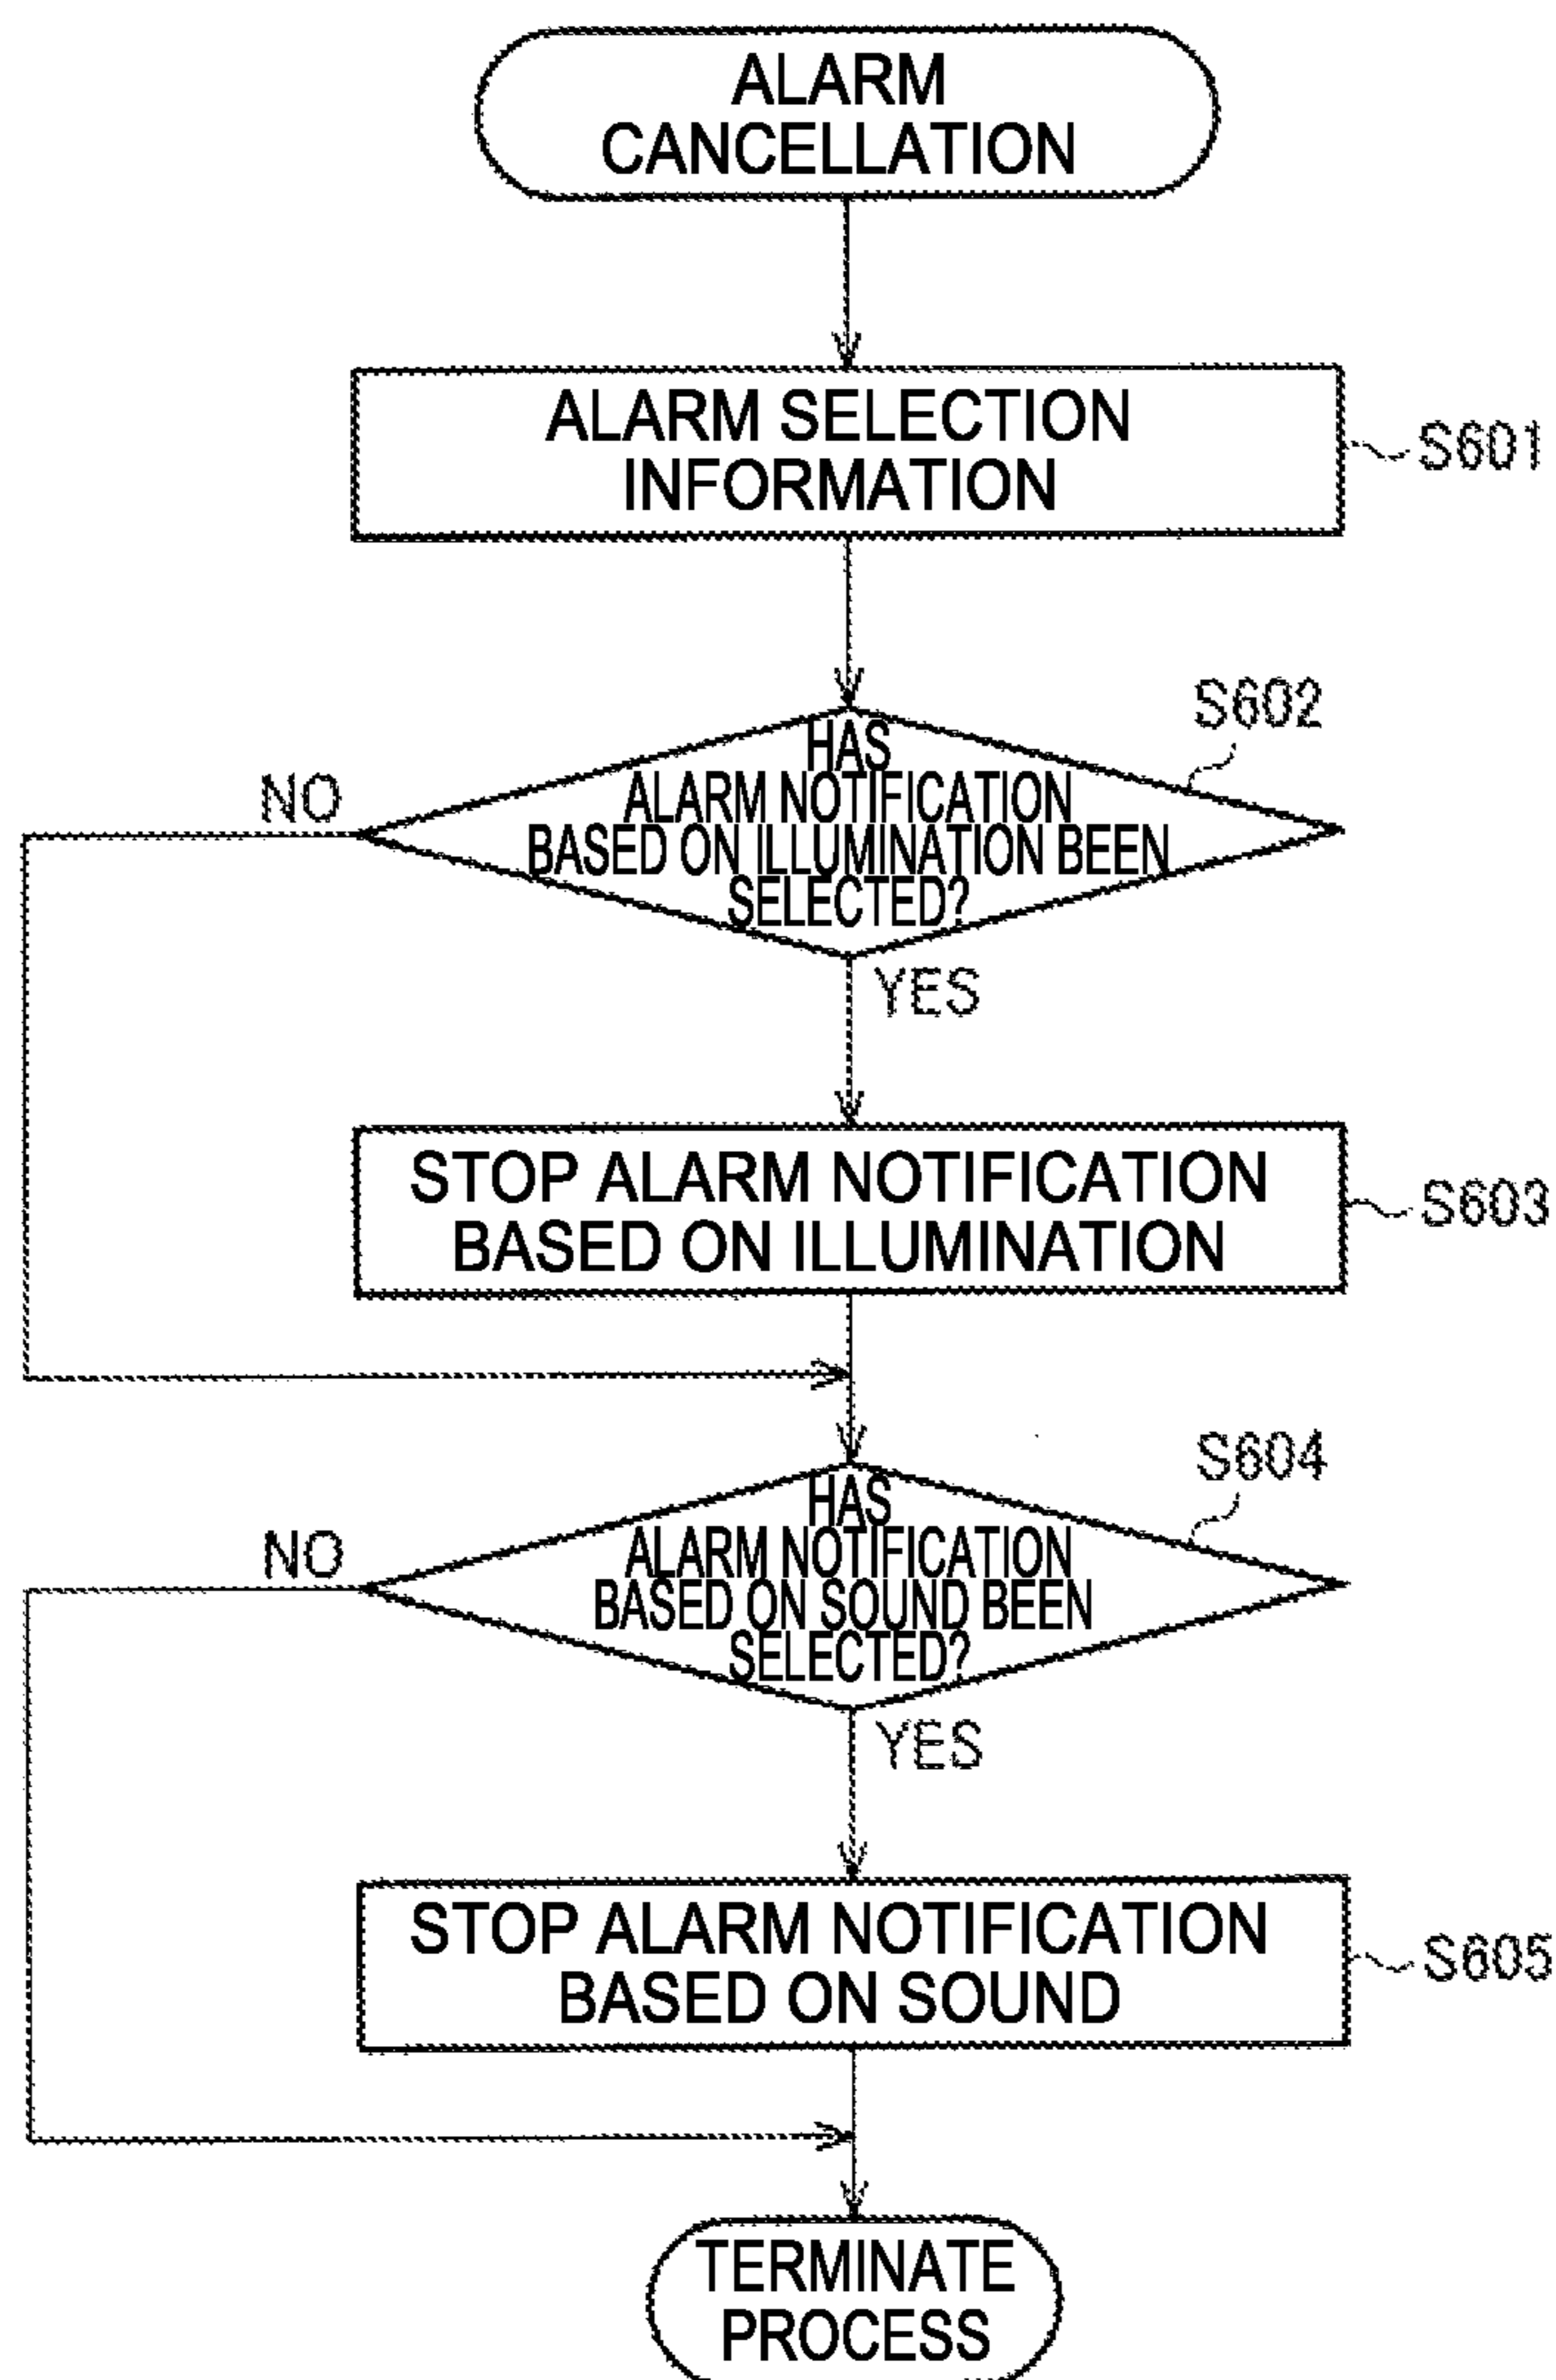 ALARM
CANCELLATION
ALARM SELECTION
INFORMATION
S601
S602
HAS
ALARM NOTIFICATION
BASED ON ILLUMINATION BEEN
SELECTED?
NO
YES
STOP ALARM NOTIFICATION
BASED ON ILLUMINATION
S603
S604
HAS
ALARM NOTIFICATION
BASED ON SOUND BEEN
SELECTED?
NO
YES
STOP ALARM NOTIFICATION
BASED ON SOUND
S605
TERMINATE
PROCESS